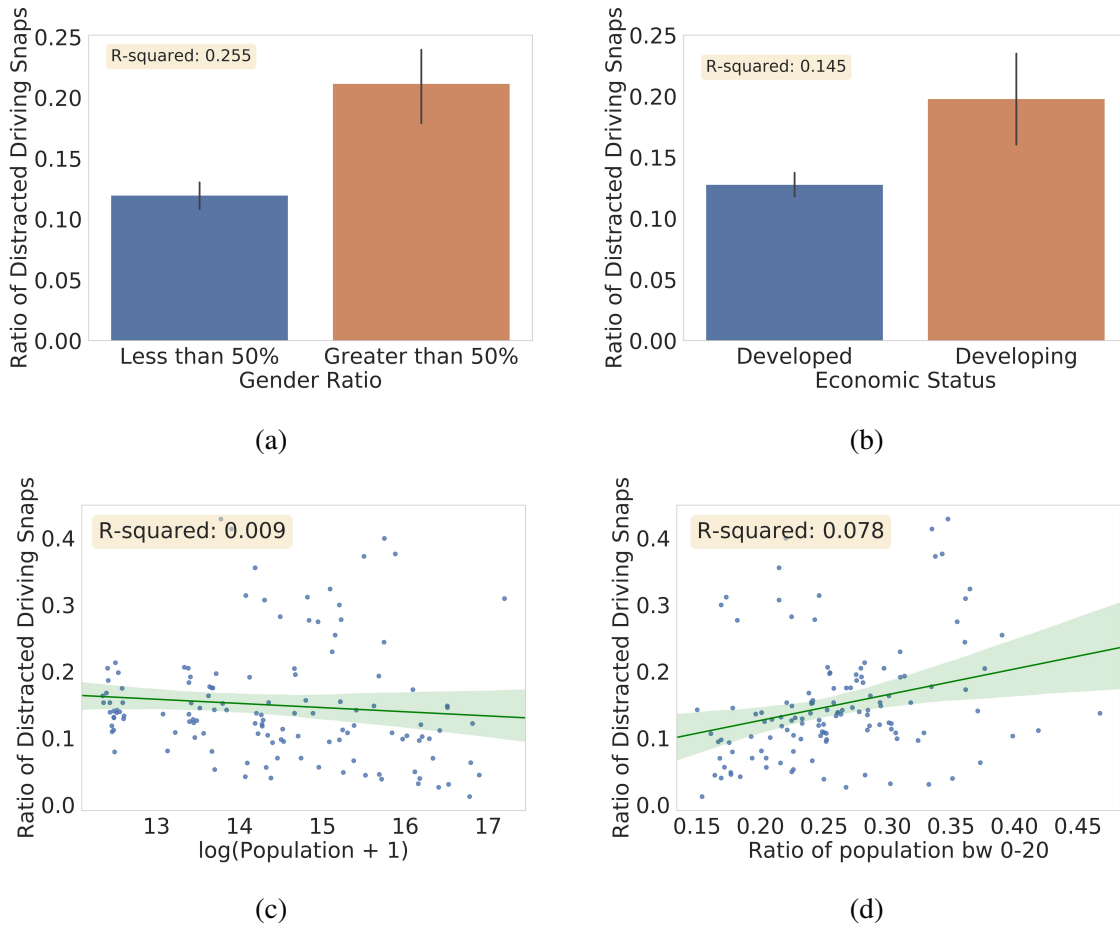 Ratio of Distracted Driving Snaps
0.25
0.20
0.15
0.10
0.05
0.00
R-squared: 0.255
Less than 50%
Greater than 50%
Gender Ratio
(a)
Ratio of Distracted Driving Snaps
0.25
0.20
0.15
0.10
0.05
0.00
R-squared: 0.145
Developed
Developing
Economic Status
(b)
Ratio of Distracted Driving Snaps
0.4
0.3
0.2
0.1
0.0
R-squared: 0.009
13 14 15 16 17
log(Population + 1)
(c)
Ratio of Distracted Driving Snaps
0.4
0.3
0.2
0.1
0.0
R-squared: 0.078
0.15 0.20 0.25 0.30 0.35 0.40 0.45
Ratio of population bw 0-20
(d)